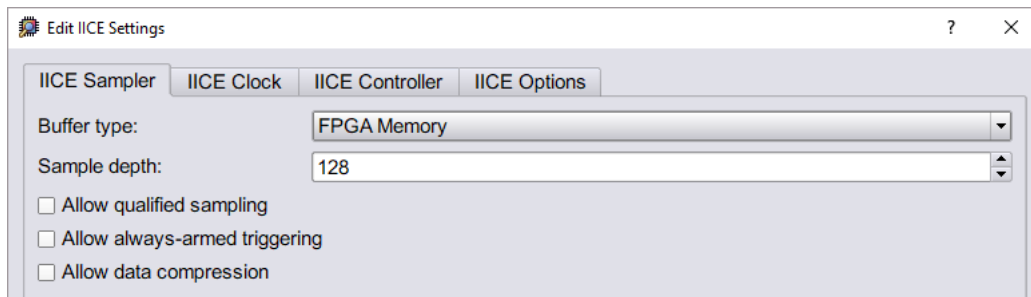 Edit IICE Settings ?
IICE Sampler IICE Clock IICE Controller IICE Options
Buffer type: FPGA Memory
Sample depth: 128
Allow qualified sampling
Allow always-armed triggering
Allow data compression